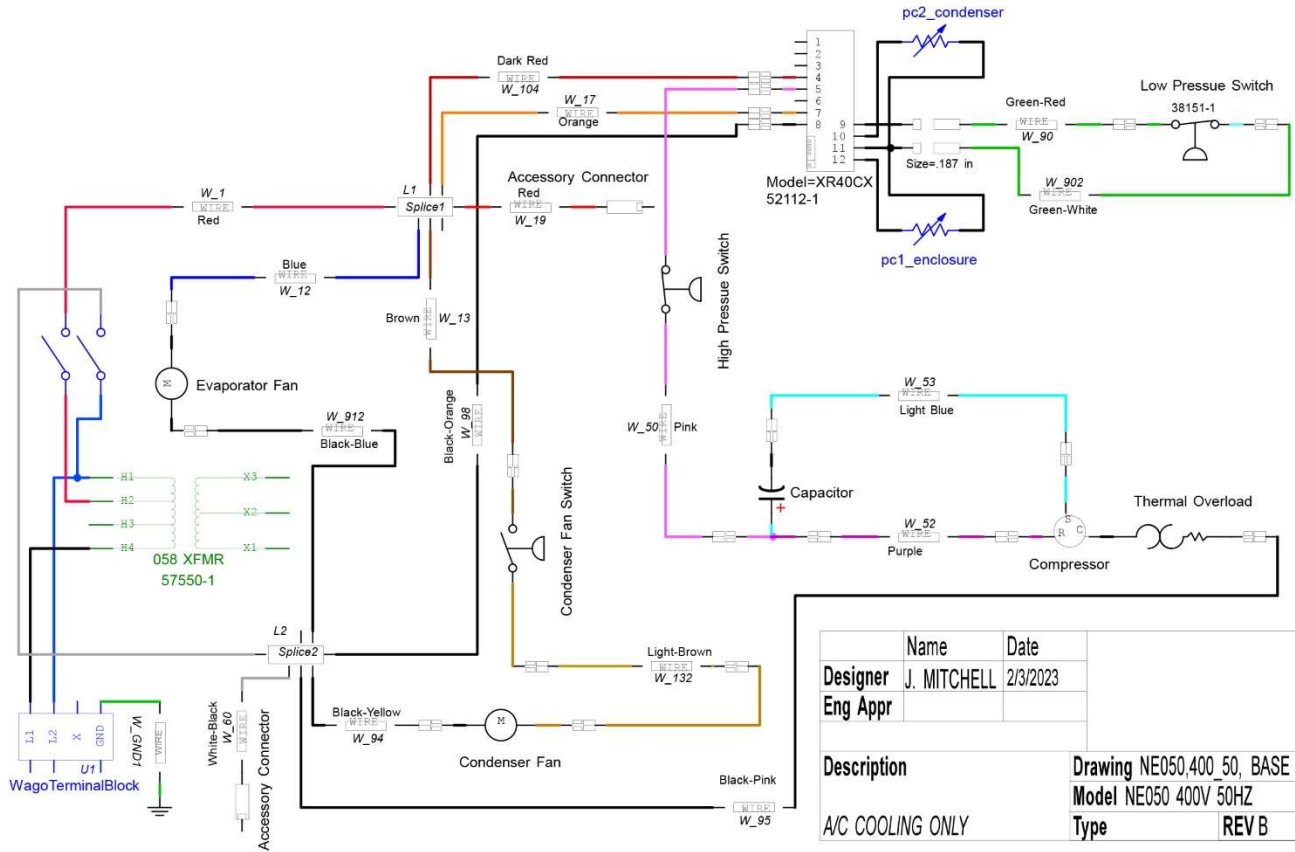 pc2_condenser
1
2
3
4
5
6
7
8
9
10
11
12
Model=XR40CX
52112-1
pc1_enclosure
Dark Red
WIRE
W_104
W_17
WIRE
Orange
Green-Red
WIRE
W_90
Size=.187 in
Low Pressue Switch
38151-1
W_902
WIRE
Green-White
W_1
WIRE
Red
L1
Splice1
Accessory Connector
Red
WIRE
W_19
Blue
WIRE
W_12
Brown
WIRE
W_13
High Pressue Switch
M
Evaporator Fan
W_912
WIRE
Black-Blue
Black-Orange
W_98
WIRE
W_50
WIRE
Pink
W_53
WIRE
Light Blue
Capacitor
+
W_52
WIRE
Purple
S
R
C
Compressor
Thermal Overload
H1
H2
H3
H4
X3
X2
X1
058 XFMR
57550-1
Condenser Fan Switch
L2
Splice2
Light-Brown
WIRE
W_132
Black-Yellow
WIRE
W_94
M
Condenser Fan
White-Black
W_60
WIRE
Accessory Connector
L1
L2
X
GND
U1
WagoTerminalBlock
W_GND1
WIRE
Black-Pink
WIRE
W_95
Name Date
Designer J. MITCHELL 2/3/2023
Eng Appr
Description Drawing NE050,400_50, BASE
Model NE050 400V 50HZ
A/C COOLING ONLY Type REV B